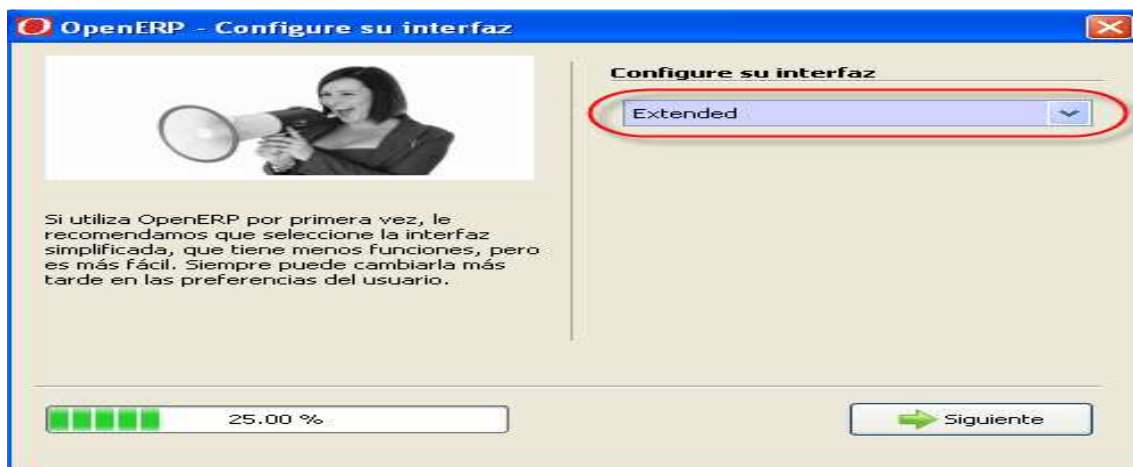 OpenERP - Configure su interfaz
Configure su interfaz
Extended
Si utiliza OpenERP por primera vez, le
recomendamos que seleccione la interfaz
simplificada, que tiene menos funciones, pero
es más fácil. Siempre puede cambiarla más
tarde en las preferencias del usuario.
25.00 %
Siguiente